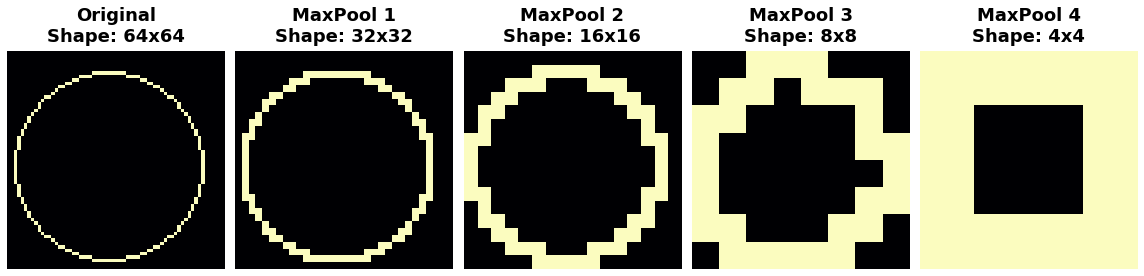 Original
Shape: 64x64
MaxPool 1
Shape: 32x32
MaxPool 2
Shape: 16x16
MaxPool 3
Shape: 8x8
MaxPool 4
Shape: 4x4